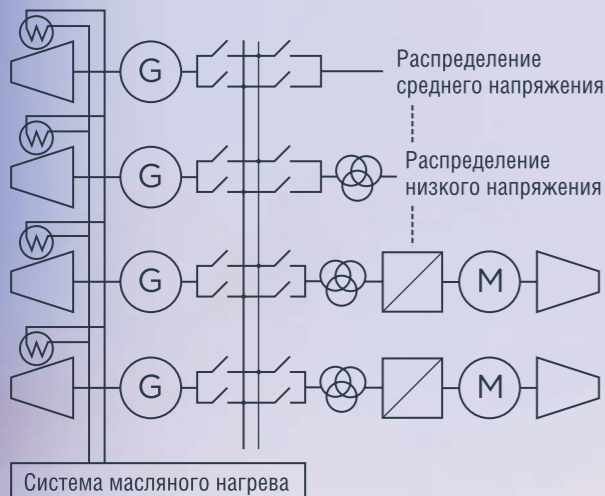 G
Распределение
среднего напряжения
G
Распределение
низкого напряжения
G
M
G
M
Система масляного нагрева